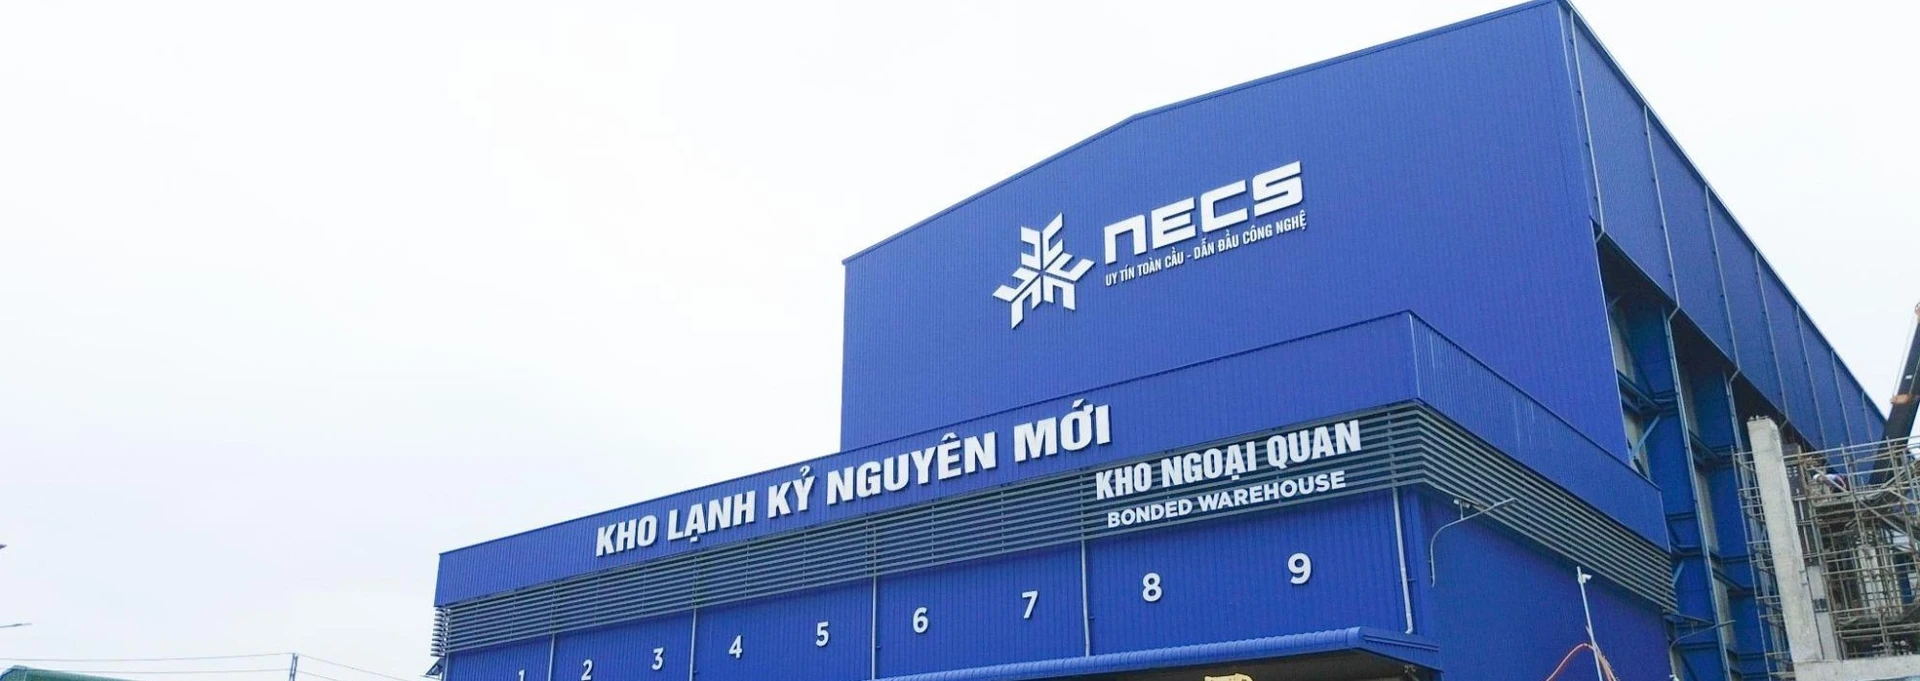 NECS
UY TÍN TOÀN CẦU - DẪN ĐẦU CÔNG NGHỆ
KHO LẠNH KỶ NGUYÊN MỚI
KHO NGOẠI QUAN
BONDED WAREHOUSE
1 2 3 4 5 6 7 8 9